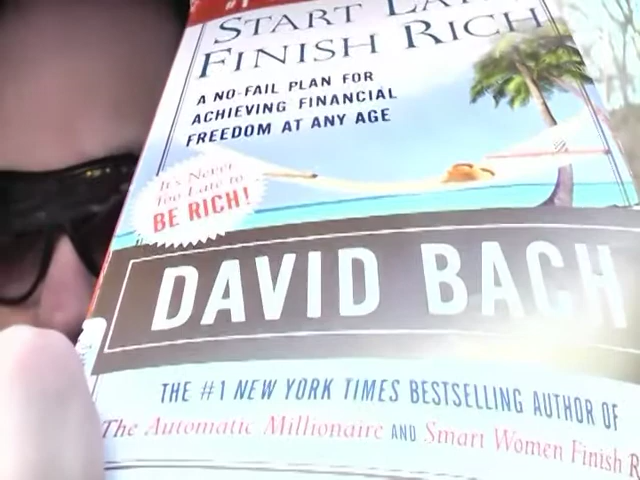 #1
START LATE
FINISH RICH
A NO-FAIL PLAN FOR
ACHIEVING FINANCIAL
FREEDOM AT ANY AGE
It's Never
Too Late to
BE RICH!
DAVID BACH
THE #1 NEW YORK TIMES BESTSELLING AUTHOR OF
The Automatic Millionaire AND Smart Women Finish R